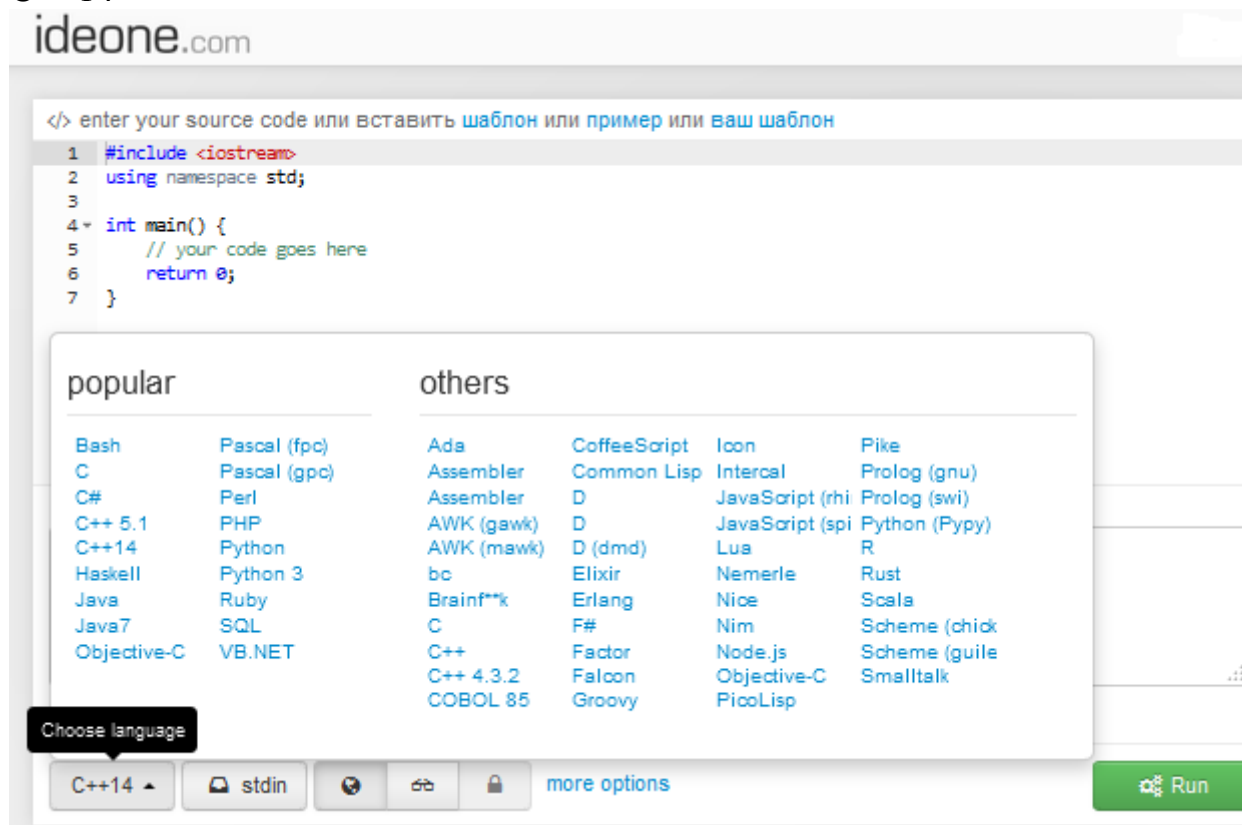 ideone.com
</> enter your source code или вставить шаблон или пример или ваш шаблон
1 #include <iostream>
2 using namespace std;
3
4 int main() {
5 // your code goes here
6 return 0;
7 }
popular
Bash
C
C#
C++ 5.1
C++14
Haskell
Java
Java7
Objective-C
Pascal (fpc)
Pascal (gpc)
Perl
PHP
Python
Python 3
Ruby
SQL
VB.NET
others
Ada
Assembler
Assembler
AWK (gawk)
AWK (mawk)
bc
Brainf**k
C
C++
C++ 4.3.2
COBOL 85
CoffeeScript
Common Lisp
D
D
D (dmd)
Elixir
Erlang
F#
Factor
Falcon
Groovy
Icon
Intercal
JavaScript (rhi
JavaScript (spi
Lua
Nemerle
Nice
Nim
Node.js
Objective-C
PicoLisp
Pike
Prolog (gnu)
Prolog (swi)
Python (Pypy)
R
Rust
Scala
Scheme (chick
Scheme (guile
Smalltalk
Choose language
C++14 stdin more options Run